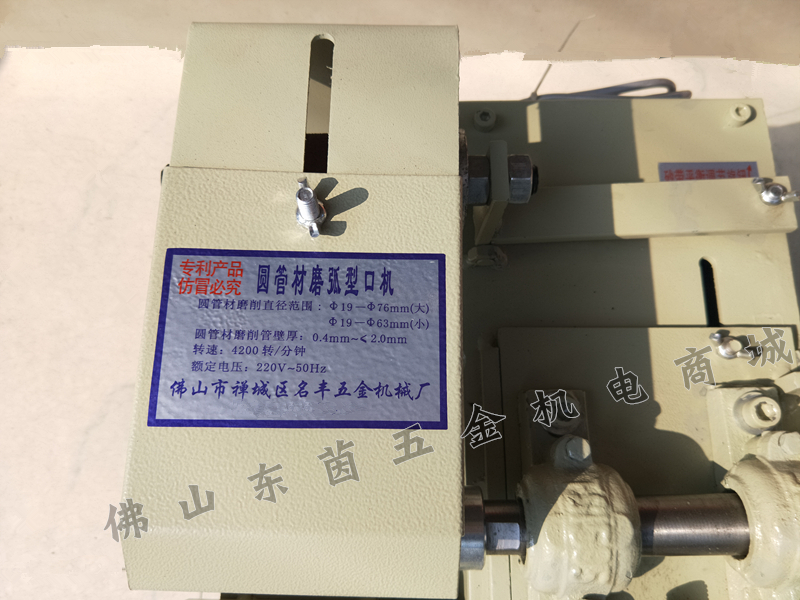 专利产品
仿冒必究
圆管材磨弧型口机
圆管材磨削直径范围：Φ19－Φ76mm(大)
Φ19－Φ63mm(小)
圆管材磨削管壁厚：0.4mm~≤2.0mm
转速：4200转/分钟
额定电压：220V~50Hz
佛山市禅城区名丰五金机械厂
佛山东茵五金机电商城